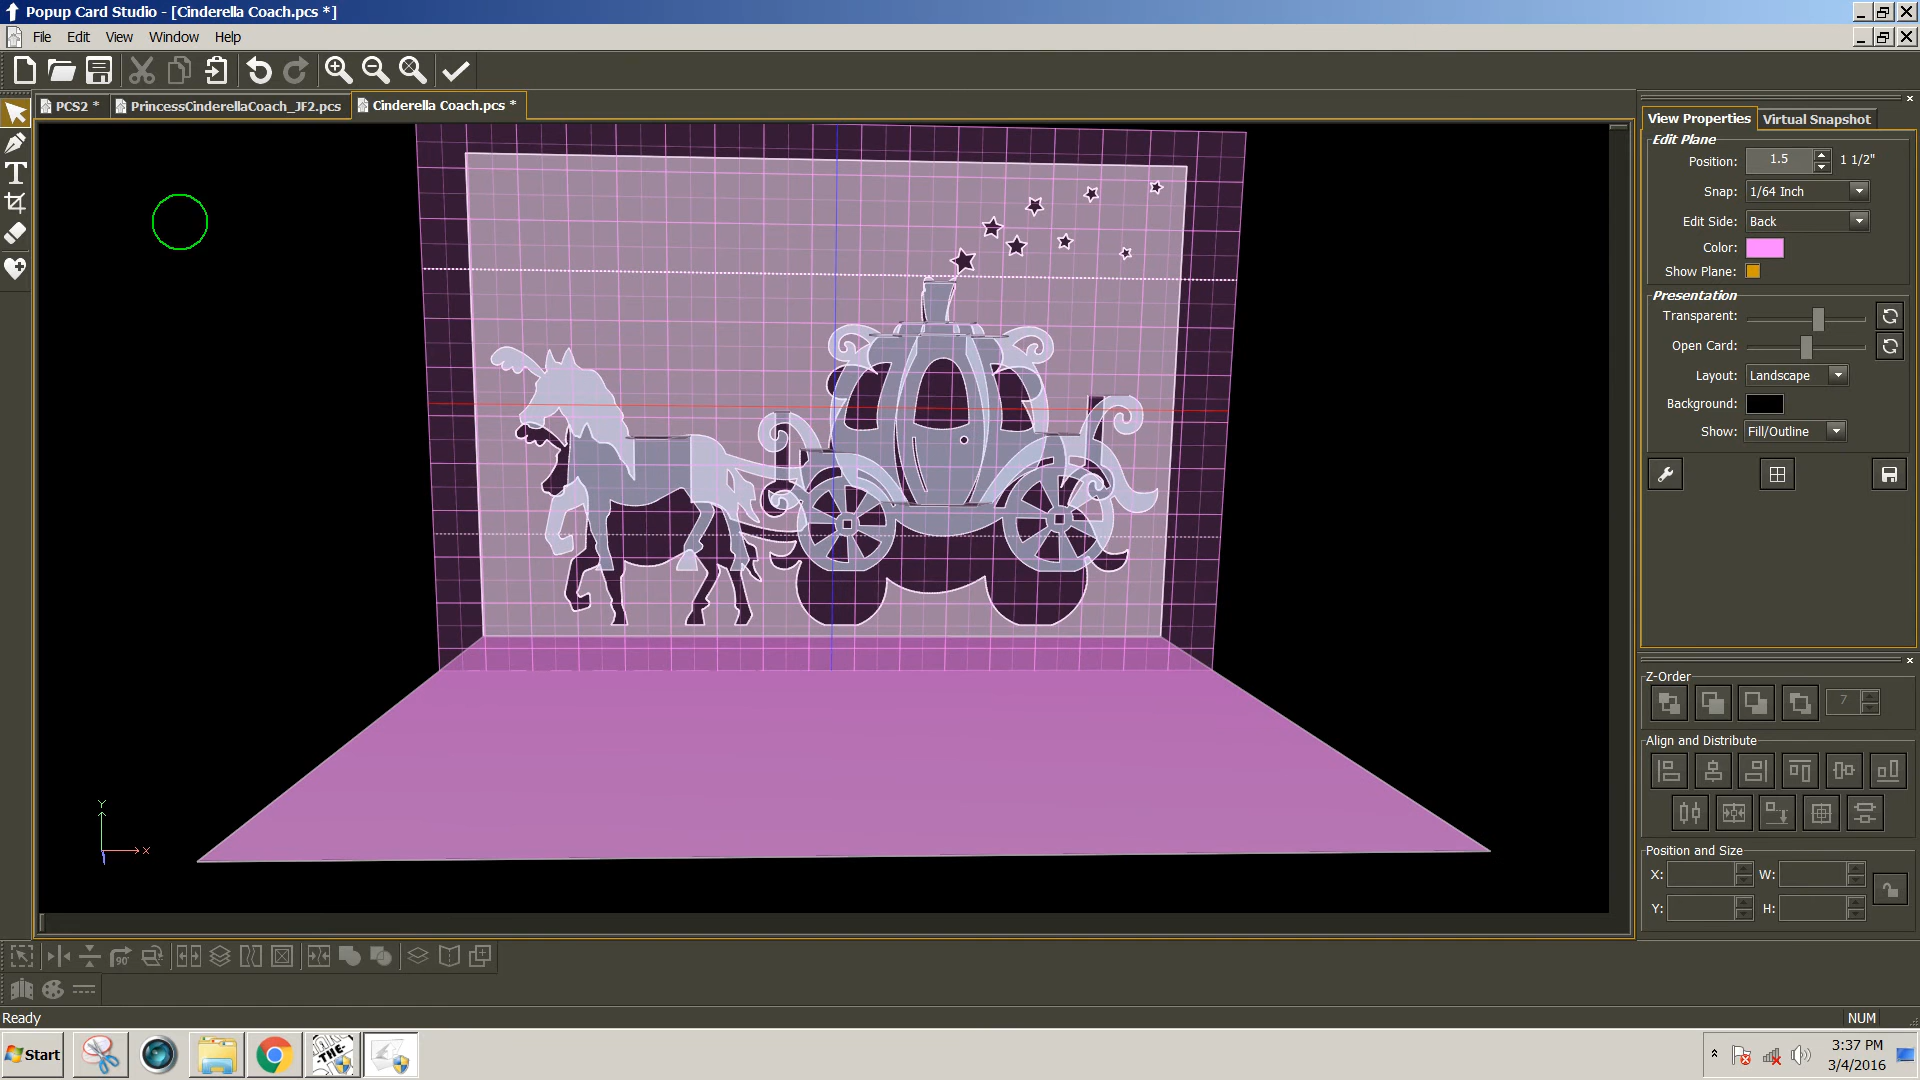 Popup Card Studio - [Cinderella Coach.pcs *]
File Edit View Window Help
PCS2 * PrincessCinderellaCoach_JF2.pcs Cinderella Coach.pcs *
T
View Properties Virtual Snapshot
Edit Plane
Position: 1.5 1 1/2"
Snap: 1/64 Inch
Edit Side: Back
Color:
Show Plane:
Presentation
Transparent:
Open Card:
Layout: Landscape
Background:
Show: Fill/Outline
Z-Order
7
Align and Distribute
Position and Size
X: W:
Y: H:
Y
X
90°
Ready NUM
Start
-THE-
3:37 PM
3/4/2016